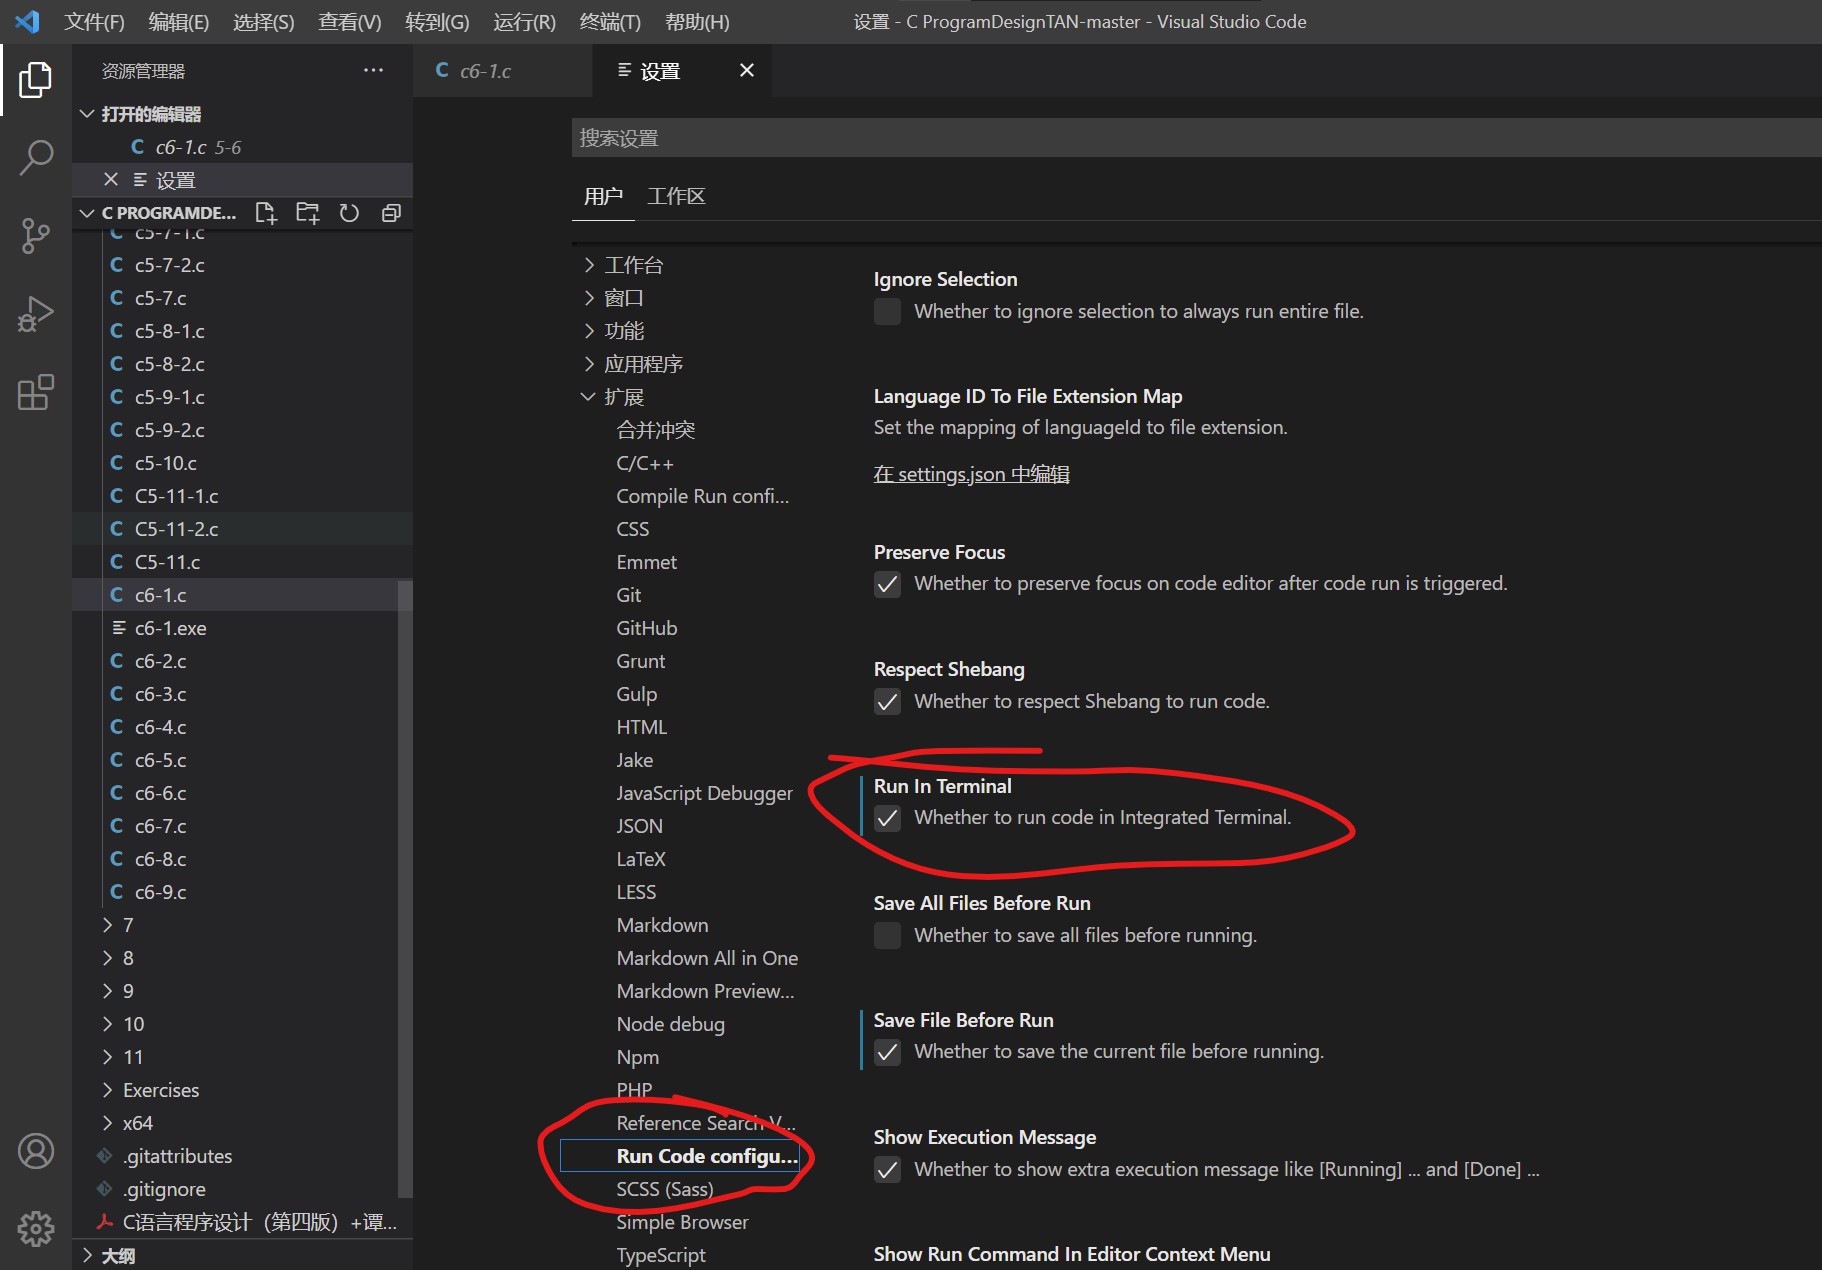 文件(F) 编辑(E) 选择(S) 查看(V) 转到(G) 运行(R) 终端(T) 帮助(H) 设置 - C ProgramDesignTAN-master - Visual Studio Code
资源管理器 ...
打开的编辑器
C c6-1.c 5-6
设置
C PROGRAMDE...
C c5-7-1.c
C c5-7-2.c
C c5-7.c
C c5-8-1.c
C c5-8-2.c
C c5-9-1.c
C c5-9-2.c
C c5-10.c
C C5-11-1.c
C C5-11-2.c
C C5-11.c
C c6-1.c
c6-1.exe
C c6-2.c
C c6-3.c
C c6-4.c
C c6-5.c
C c6-6.c
C c6-7.c
C c6-8.c
C c6-9.c
7
8
9
10
11
Exercises
x64
.gitattributes
.gitignore
C语言程序设计（第四版）+谭...
大纲
C c6-1.c
设置
搜索设置
用户 工作区
工作台
窗口
功能
应用程序
扩展
合并冲突
C/C++
Compile Run confi...
CSS
Emmet
Git
GitHub
Grunt
Gulp
HTML
Jake
JavaScript Debugger
JSON
LaTeX
LESS
Markdown
Markdown All in One
Markdown Preview...
Node debug
Npm
PHP
Reference Search V...
Run Code configu...
SCSS (Sass)
Simple Browser
TypeScript
Ignore Selection
Whether to ignore selection to always run entire file.
Language ID To File Extension Map
Set the mapping of languageId to file extension.
在 settings.json 中编辑
Preserve Focus
Whether to preserve focus on code editor after code run is triggered.
Respect Shebang
Whether to respect Shebang to run code.
Run In Terminal
Whether to run code in Integrated Terminal.
Save All Files Before Run
Whether to save all files before running.
Save File Before Run
Whether to save the current file before running.
Show Execution Message
Whether to show extra execution message like [Running] ... and [Done] ...
Show Run Command In Editor Context Menu